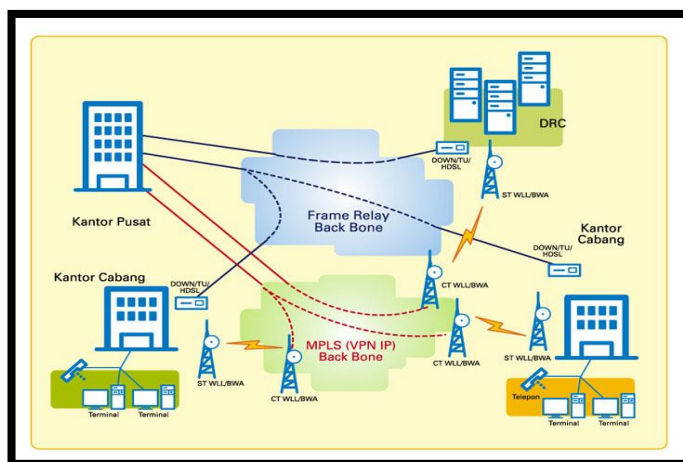 DRC
DOWN/TU/
HDSL
ST WLL/BWA
Kantor Pusat
Frame Relay
Back Bone
Kantor
Cabang
DOWN/TU/
HDSL
Kantor Cabang
DOWN/TU/
HDSL
CT WLL/BWA
MPLS (VPN IP)
Back Bone
ST WLL/BWA
CT WLL/BWA
CT WLL/BWA
ST WLL/BWA
Telepon
Terminal
Terminal
Terminal
Terminal